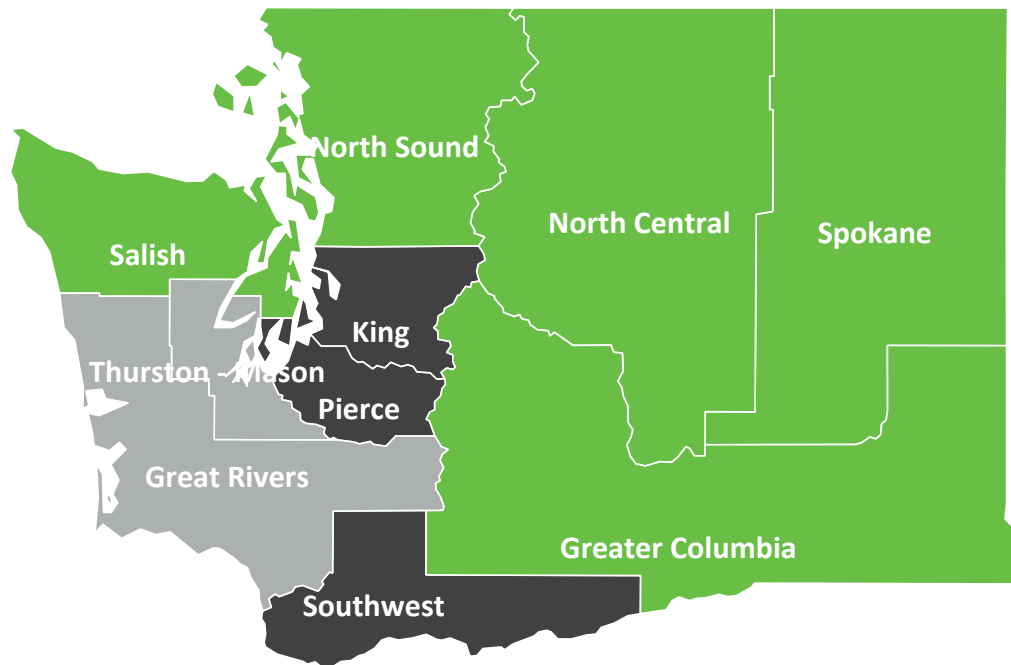 North Sound
North Central
Spokane
Salish
King
Thurston - Mason
Pierce
Great Rivers
Greater Columbia
Southwest